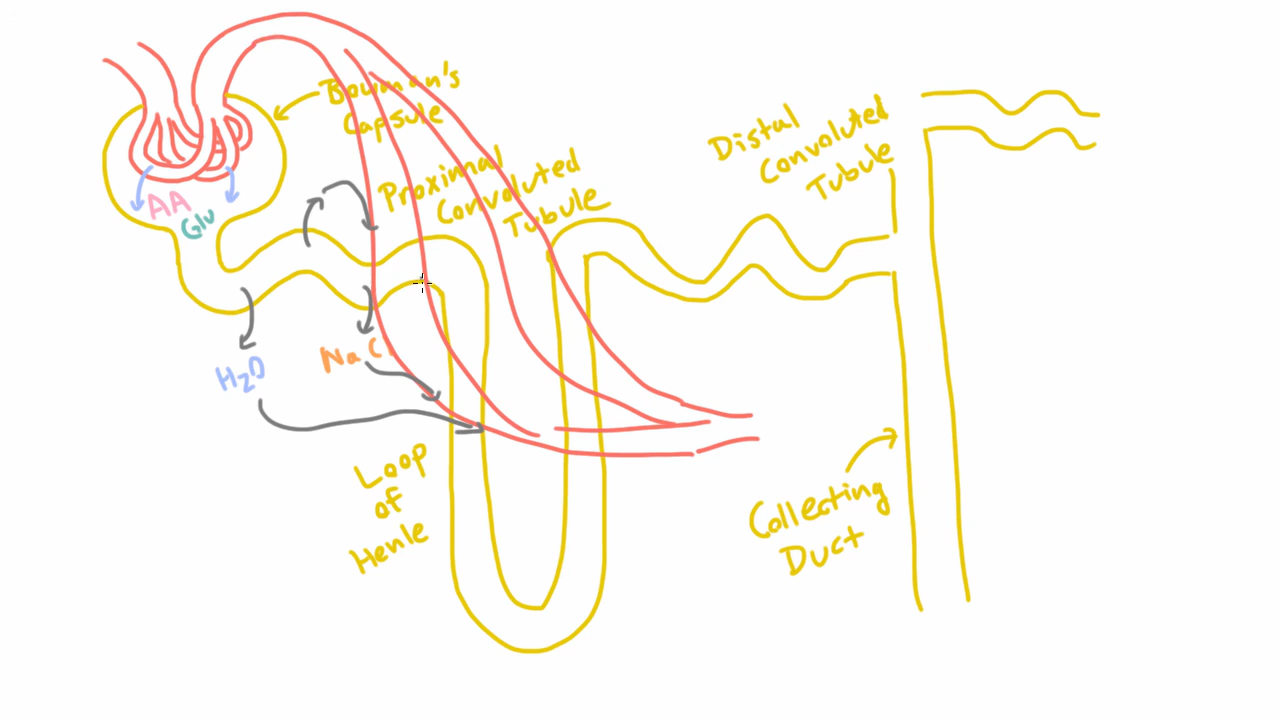 Bowman's
Capsule
Proximal
Convoluted
Tubule
Distal
Convoluted
Tubule
AA
Glu
H2O
NaCl
Loop
of
Henle
Collecting
Duct